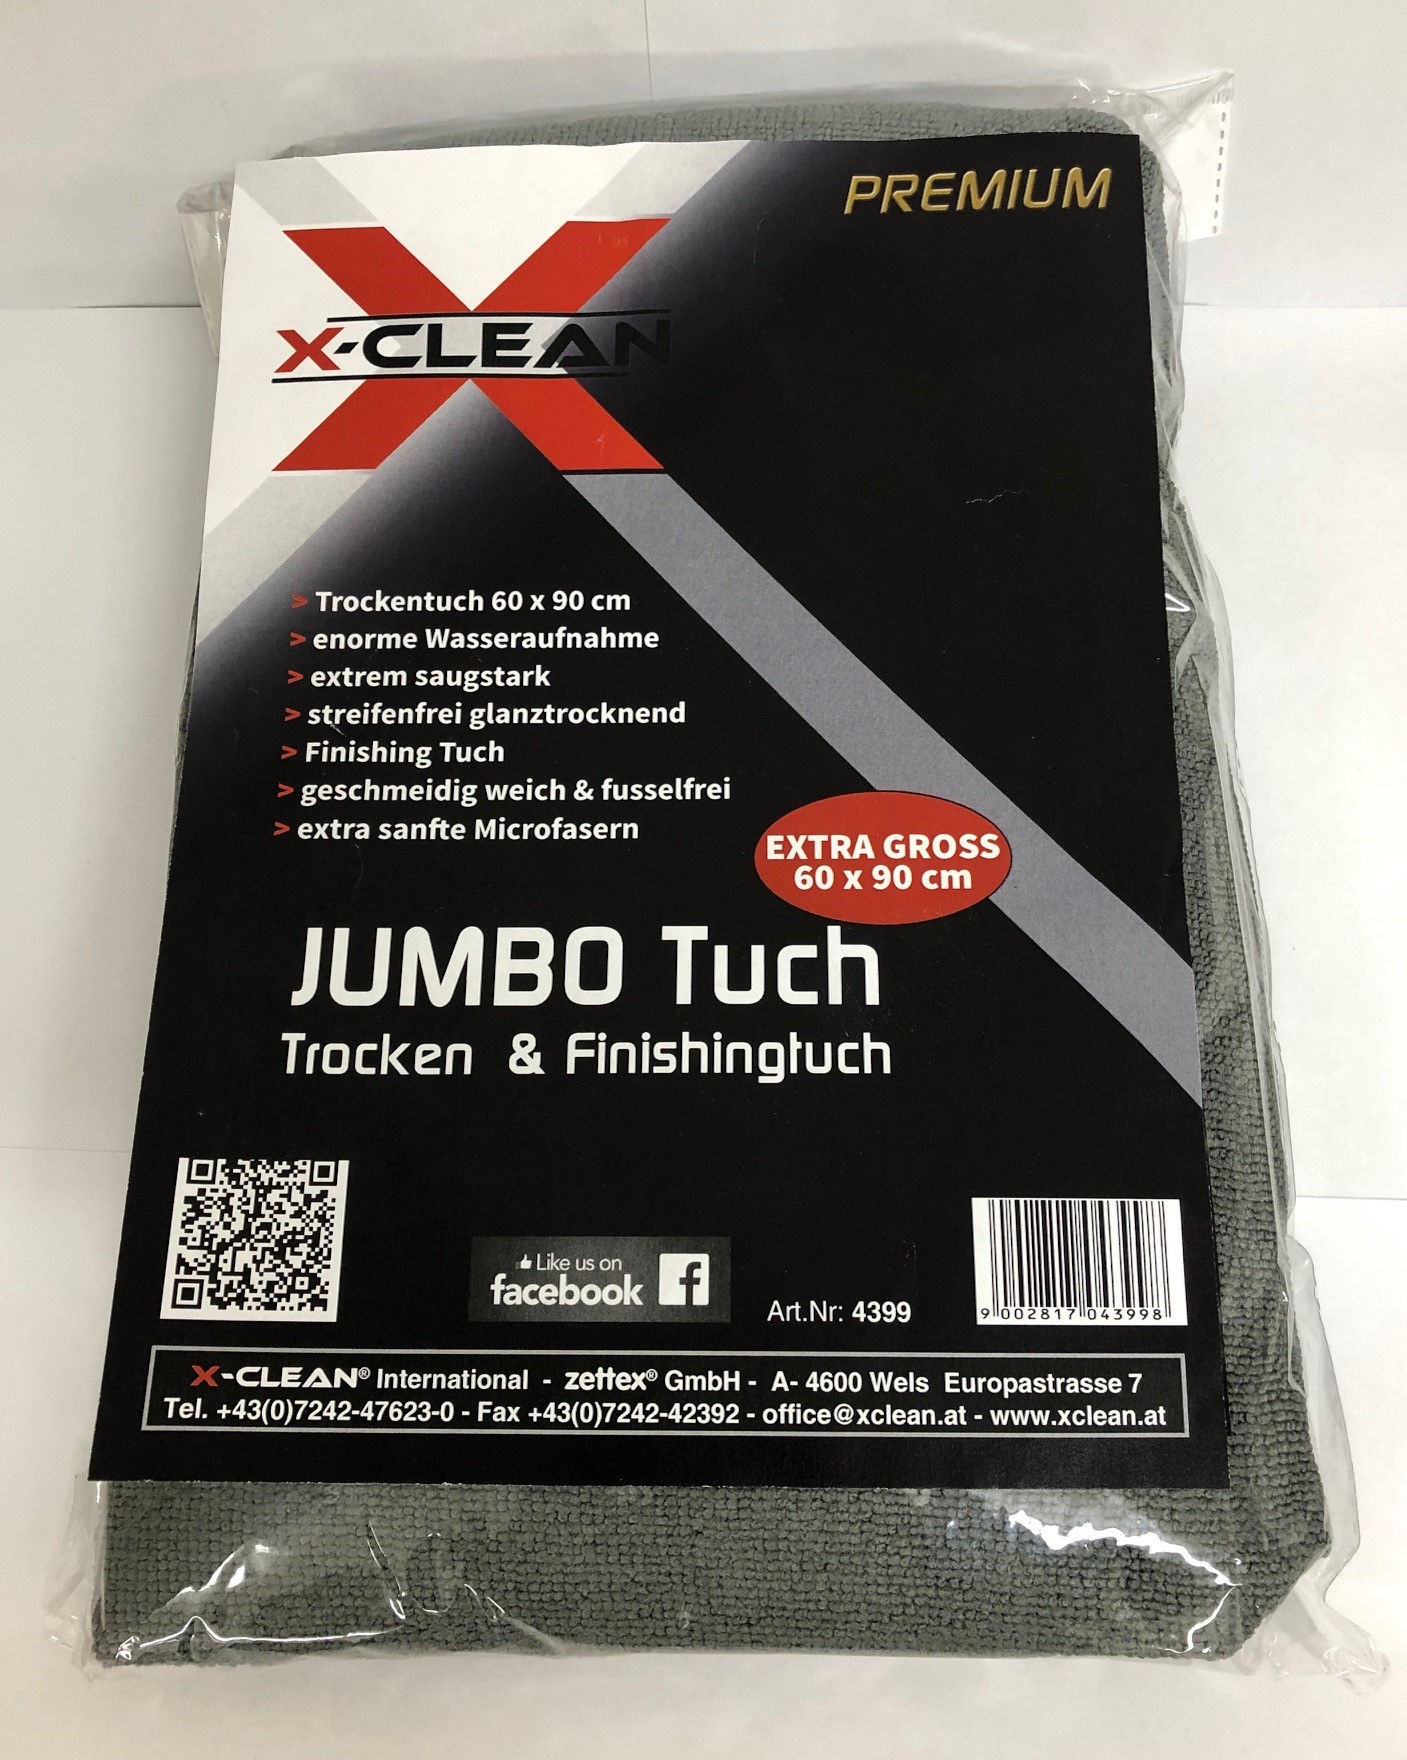 PREMIUM
X-CLEAN
> Trockentuch 60 x 90 cm
> enorme Wasseraufnahme
> extrem saugstark
> streifenfrei glanztrocknend
> Finishing Tuch
> geschmeidig weich & fusselfrei
> extra sanfte Microfasern
EXTRA GROSS
60 x 90 cm
JUMBO Tuch
Trocken & Finishingtuch
Like us on
facebook f
Art.Nr: 4399
9 002817 043998
X-CLEAN® International - zettex® GmbH - A- 4600 Wels Europastrasse 7
Tel. +43(0)7242-47623-0 - Fax +43(0)7242-42392 - office@xclean.at - www.xclean.at